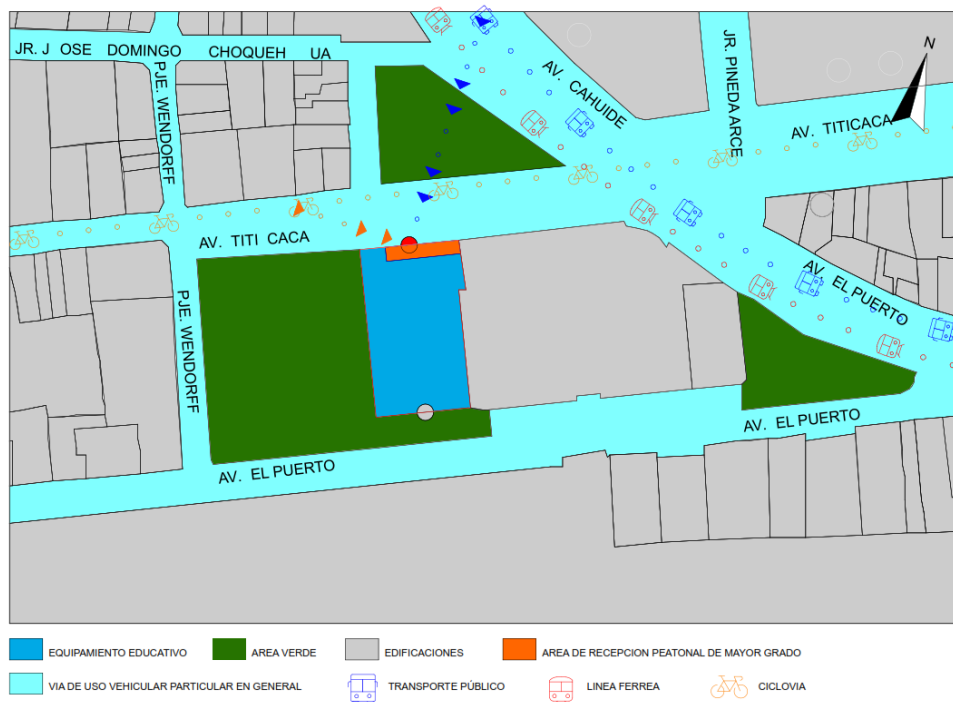 JR. J OSE DOMINGO CHOQUEH UA
PJE. WENDORFF
AV. CAHUIDE
JR. PINEDA ARCE
N
AV. TITICACA
AV. TITI CACA
PJE. WENDORFF
AV. EL PUERTO
AV. EL PUERTO
AV. EL PUERTO
EQUIPAMIENTO EDUCATIVO
AREA VERDE
EDIFICACIONES
AREA DE RECEPCION PEATONAL DE MAYOR GRADO
VIA DE USO VEHICULAR PARTICULAR EN GENERAL
TRANSPORTE PÚBLICO
LINEA FERREA
CICLOVIA